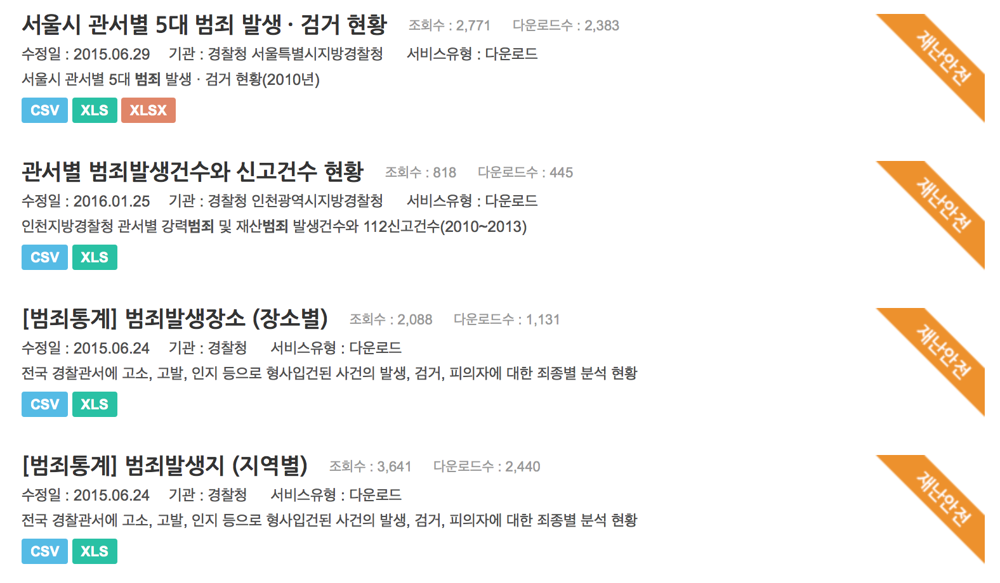 서울시 관서별 5대 범죄 발생 · 검거 현황 조회수 : 2,771 다운로드수 : 2,383
재난안전
수정일 : 2015.06.29 기관 : 경찰청 서울특별시지방경찰청 서비스유형 : 다운로드
서울시 관서별 5대 범죄 발생 · 검거 현황(2010년)
CSV XLS XLSX
관서별 범죄발생건수와 신고건수 현황 조회수 : 818 다운로드수 : 445
재난안전
수정일 : 2016.01.25 기관 : 경찰청 인천광역시지방경찰청 서비스유형 : 다운로드
인천지방경찰청 관서별 강력범죄 및 재산범죄 발생건수와 112신고건수(2010~2013)
CSV XLS
[범죄통계] 범죄발생장소 (장소별) 조회수 : 2,088 다운로드수 : 1,131
재난안전
수정일 : 2015.06.24 기관 : 경찰청 서비스유형 : 다운로드
전국 경찰관서에 고소, 고발, 인지 등으로 형사입건된 사건의 발생, 검거, 피의자에 대한 죄종별 분석 현황
CSV XLS
[범죄통계] 범죄발생지 (지역별) 조회수 : 3,641 다운로드수 : 2,440
재난안전
수정일 : 2015.06.24 기관 : 경찰청 서비스유형 : 다운로드
전국 경찰관서에 고소, 고발, 인지 등으로 형사입건된 사건의 발생, 검거, 피의자에 대한 죄종별 분석 현황
CSV XLS